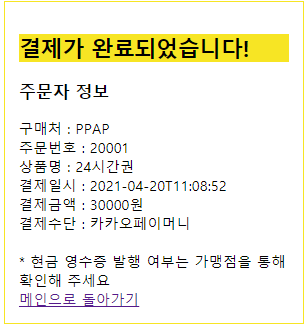 결제가 완료되었습니다!
주문자 정보
구매처 : PPAP
주문번호 : 20001
상품명 : 24시간권
결제일시 : 2021-04-20T11:08:52
결제금액 : 30000원
결제수단 : 카카오페이머니
* 현금 영수증 발행 여부는 가맹점을 통해
확인해 주세요
메인으로 돌아가기